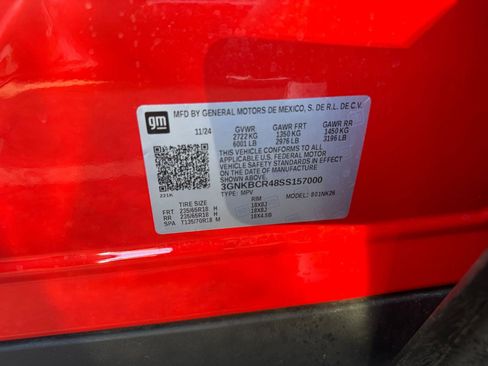 gm
MFD BY GENERAL MOTORS DE MEXICO, S. DE R.L. DE C.V.
11/24 GVWR GAWR FRT GAWR RR
2722 KG 1350 KG 1450 KG
6001 LB 2976 LB 3196 LB
THIS VEHICLE CONFORMS TO ALL
APPLICABLE U.S. FEDERAL MOTOR
VEHICLE SAFETY STANDARDS IN EFFECT
ON THE DATE OF MANUFACTURE
SHOWN ABOVE.
3GNKBCR48SS157000
TYPE: MPV MODEL: 801NK26
221K
TIRE SIZE RIM
FRT 235/65R18 H 18X8J
RR 235/65R18 H 18X8J
SPA T135/70R18 M 18X4.5B